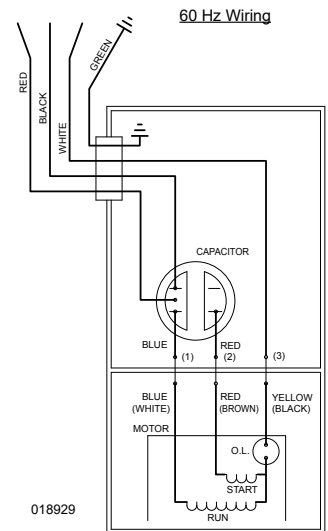 60 Hz Wiring
GREEN
RED
BLACK
WHITE
CAPACITOR
BLUE
RED
(1)
(2)
(3)
BLUE
(WHITE)
RED
(BROWN)
YELLOW
(BLACK)
MOTOR
O.L.
START
RUN
018929